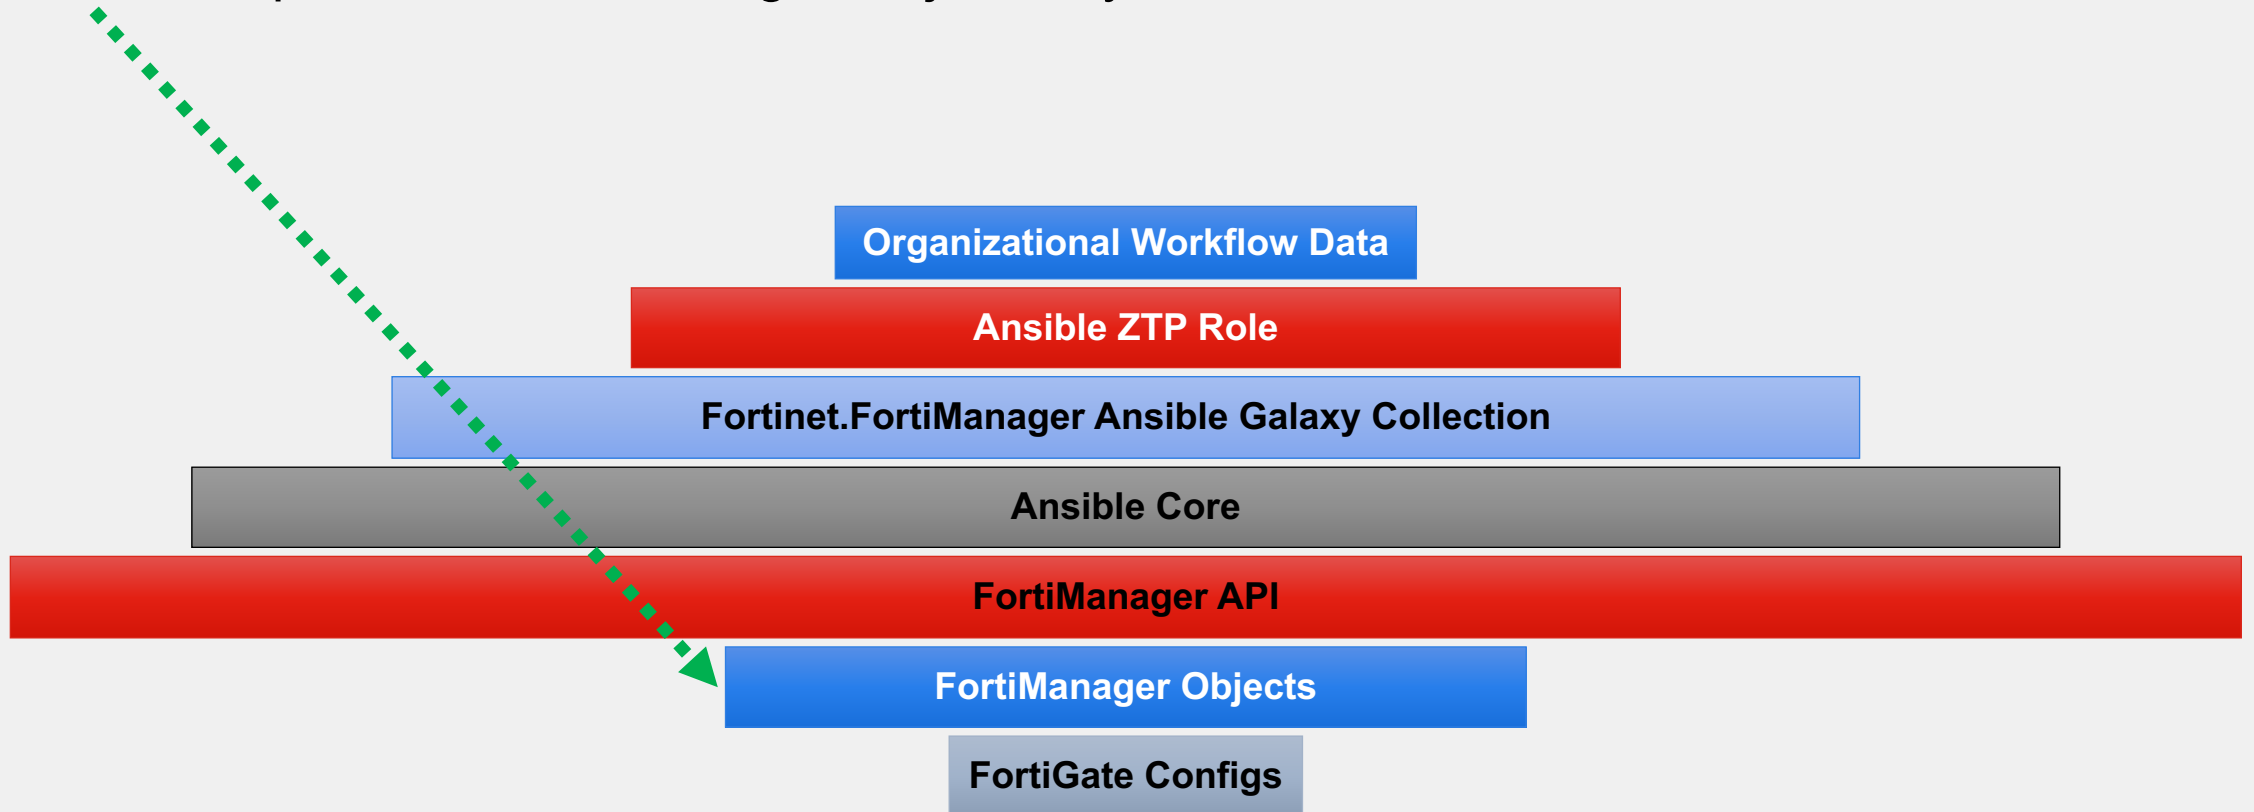 Organizational Workflow Data
Ansible ZTP Role
Fortinet.FortiManager Ansible Galaxy Collection
Ansible Core
FortiManager API
FortiManager Objects
FortiGate Configs